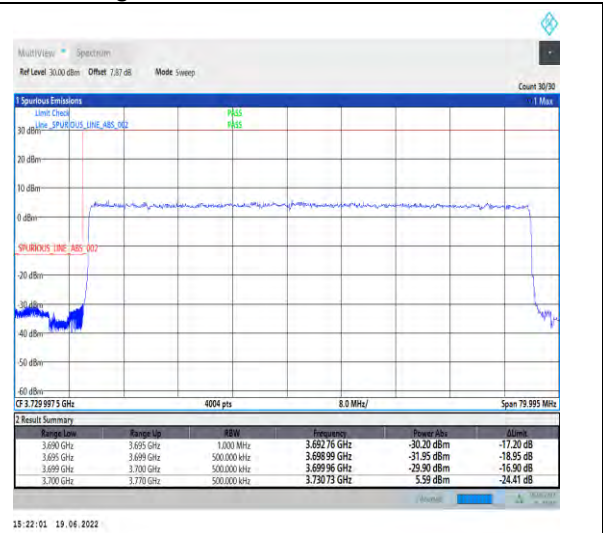 MultiView Spectrum
Ref Level 30.00 dBm Offset 7.87 dB Mode Sweep
Count 30/30
1 Spurious Emissions 1 Max
Limit Check PASS
Line _SPURIOUS_LINE_ABS_002 PASS
30 dBm
20 dBm
10 dBm
0 dBm
SPURIOUS_LINE_ABS_002
-20 dBm
-30 dBm
-40 dBm
-50 dBm
-60 dBm
CF 3.729 997 5 GHz 4004 pts 8.0 MHz/ Span 79.995 MHz
2 Result Summary
Range Low Range Up RBW Frequency Power Abs ΔLimit
3.690 GHz 3.695 GHz 1.000 MHz 3.692 76 GHz -30.20 dBm -17.20 dB
3.695 GHz 3.699 GHz 500.000 kHz 3.698 99 GHz -31.95 dBm -18.95 dB
3.699 GHz 3.700 GHz 500.000 kHz 3.699 96 GHz -29.90 dBm -16.90 dB
3.700 GHz 3.770 GHz 500.000 kHz 3.730 73 GHz 5.59 dBm -24.41 dB
15:22:01 19.06.2022